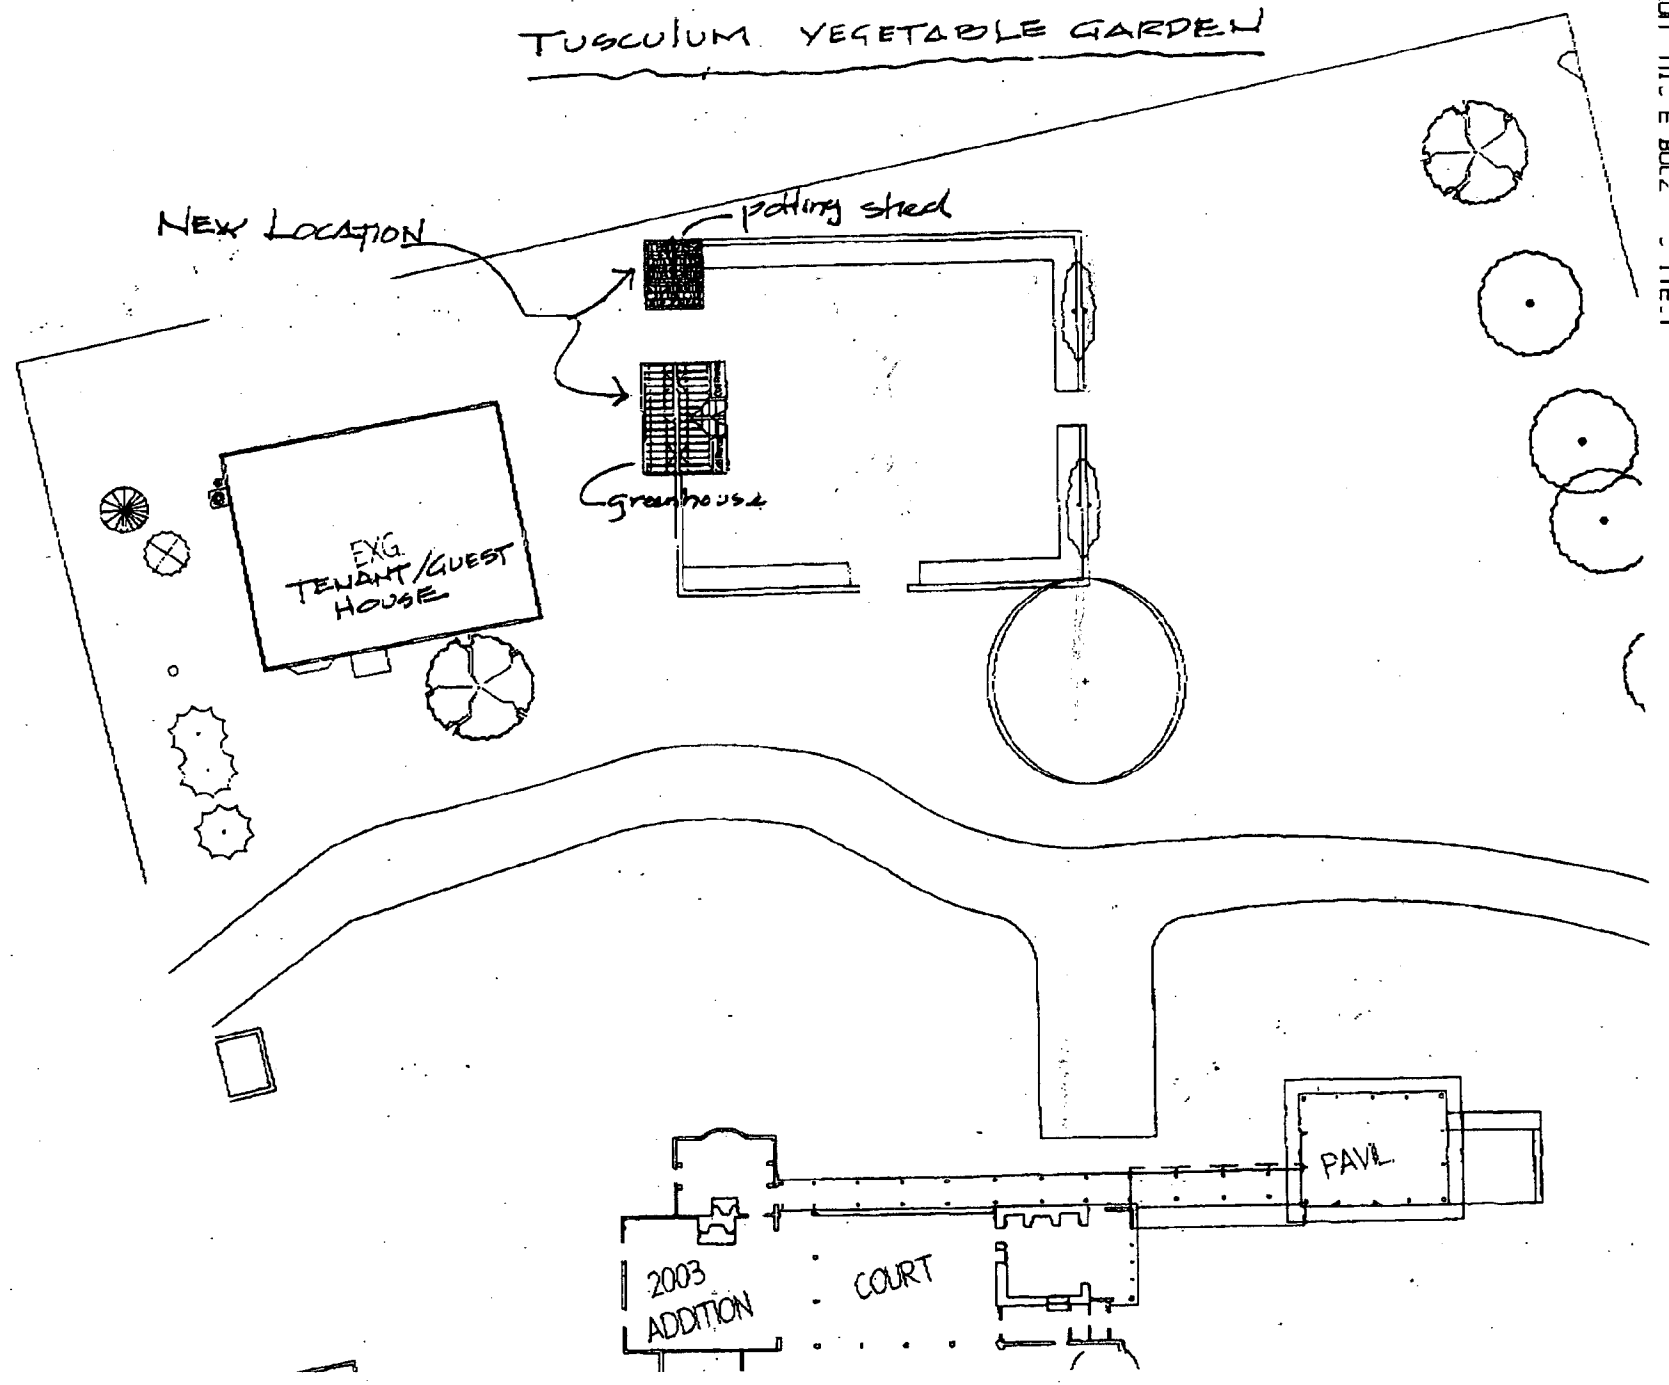 TUSCULUM VEGETABLE GARDEN
NEW LOCATION
potting shed
greenhouse
EXG.
TENANT/GUEST
HOUSE
PAVIL.
2003
ADDITION
COURT